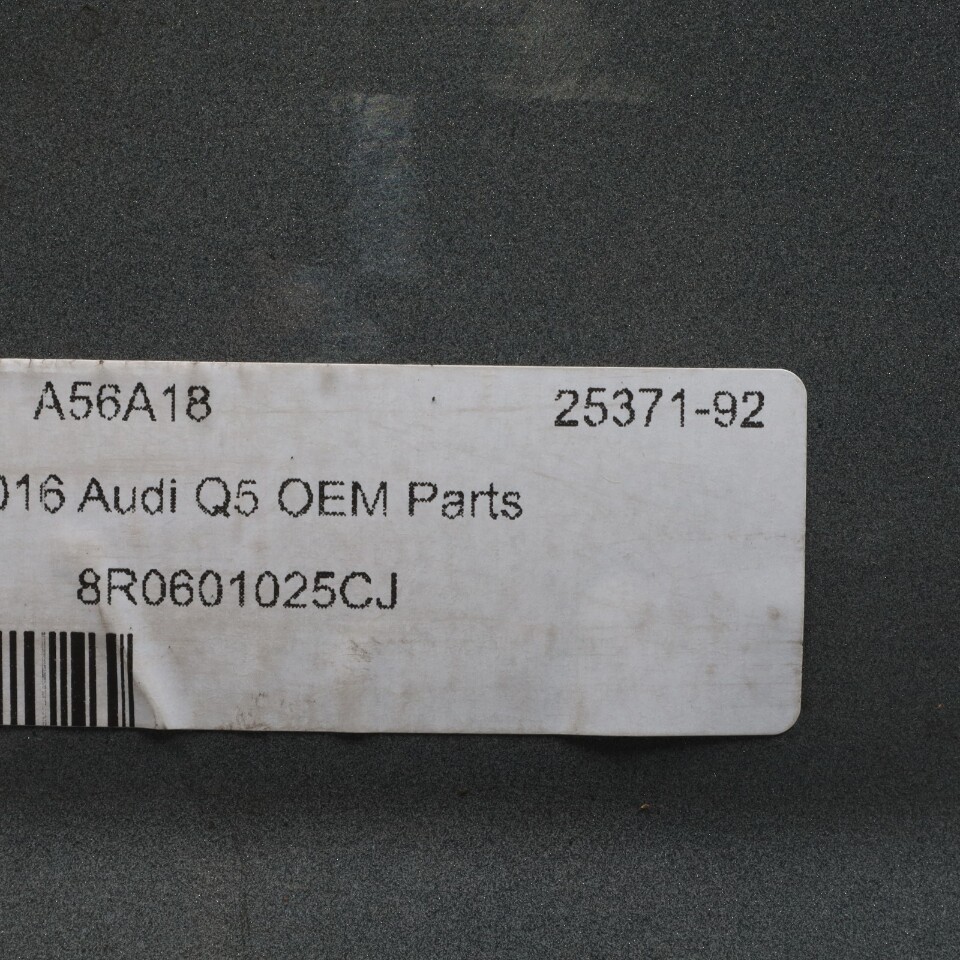 A56A18 25371-92
016 Audi Q5 OEM Parts
8R0601025CJ